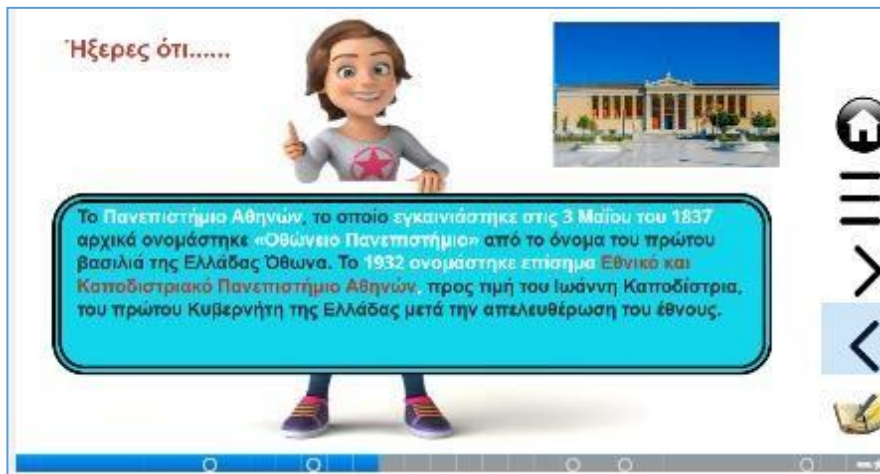 Ήξερες ότι......
Το Πανεπιστήμιο Αθηνών, το οποίο εγκαινιάστηκε στις 3 Μαΐου του 1837
αρχικά ονομάστηκε «Οθώνειο Πανεπιστήμιο» από το όνομα του πρώτου
βασιλιά της Ελλάδας Όθωνα. Το 1932 ονομάστηκε επίσημα Εθνικό και
Καποδιστριακό Πανεπιστήμιο Αθηνών, προς τιμή του Ιωάννη Καποδίστρια,
του πρώτου Κυβερνήτη της Ελλάδας μετά την απελευθέρωση του έθνους.